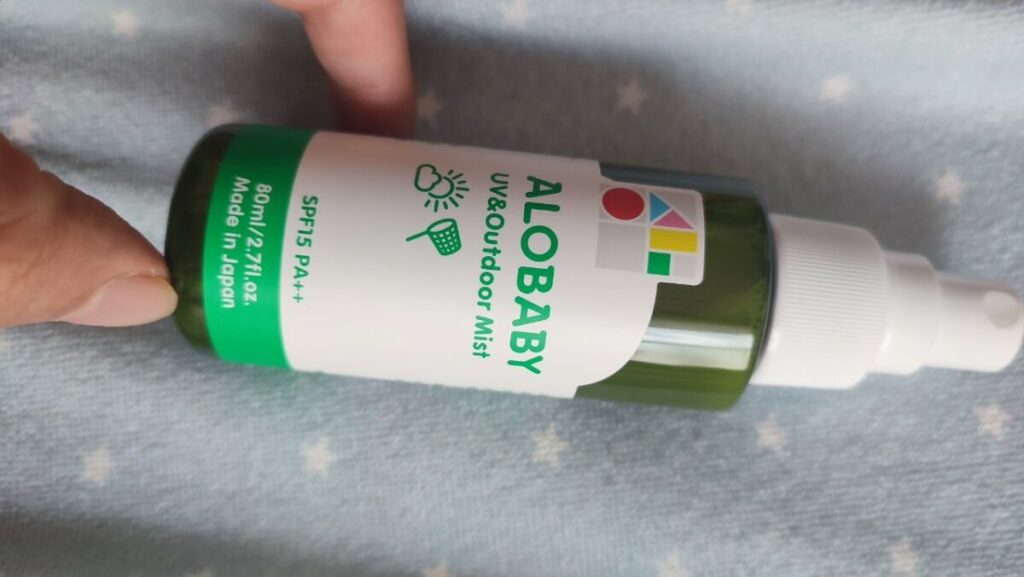 ALOBABY
UV&Outdoor Mist
SPF15 PA++
80ml/2.7fl.oz.
Made in Japan